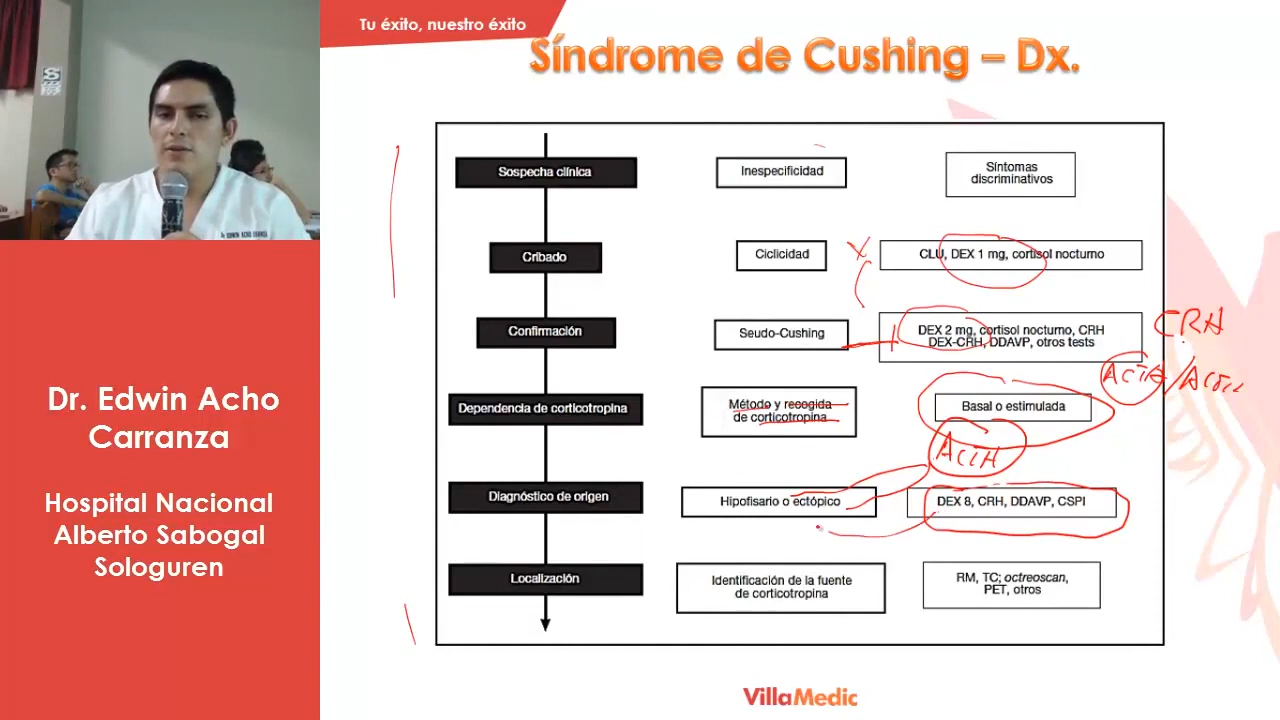 Tu éxito, nuestro éxito
Síndrome de Cushing – Dx.
Sospecha clínica
Inespecificidad
Síntomas
discriminativos
Cribado
Ciclicidad
CLU, DEX 1 mg, cortisol nocturno
Confirmación
Seudo-Cushing
DEX 2 mg, cortisol nocturno, CRH
DEX-CRH, DDAVP, otros tests
CRH
Dependencia de corticotropina
Método y recogida
de corticotropina
Basal o estimulada
ACTH
Diagnóstico de origen
Hipofisario o ectópico
DEX 8, CRH, DDAVP, CSPI
Localización
Identificación de la fuente
de corticotropina
RM, TC; octreoscan,
PET, otros
Dr. Edwin Acho
Carranza
Hospital Nacional
Alberto Sabogal
Sologuren
VillaMedic